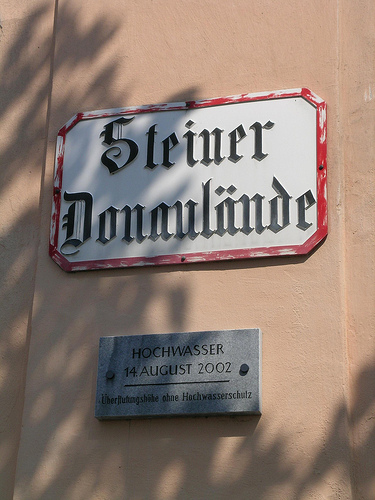 Steiner
Donaulände
HOCHWASSER
14. AUGUST 2002
Überflutungshöhe ohne Hochwasserschutz